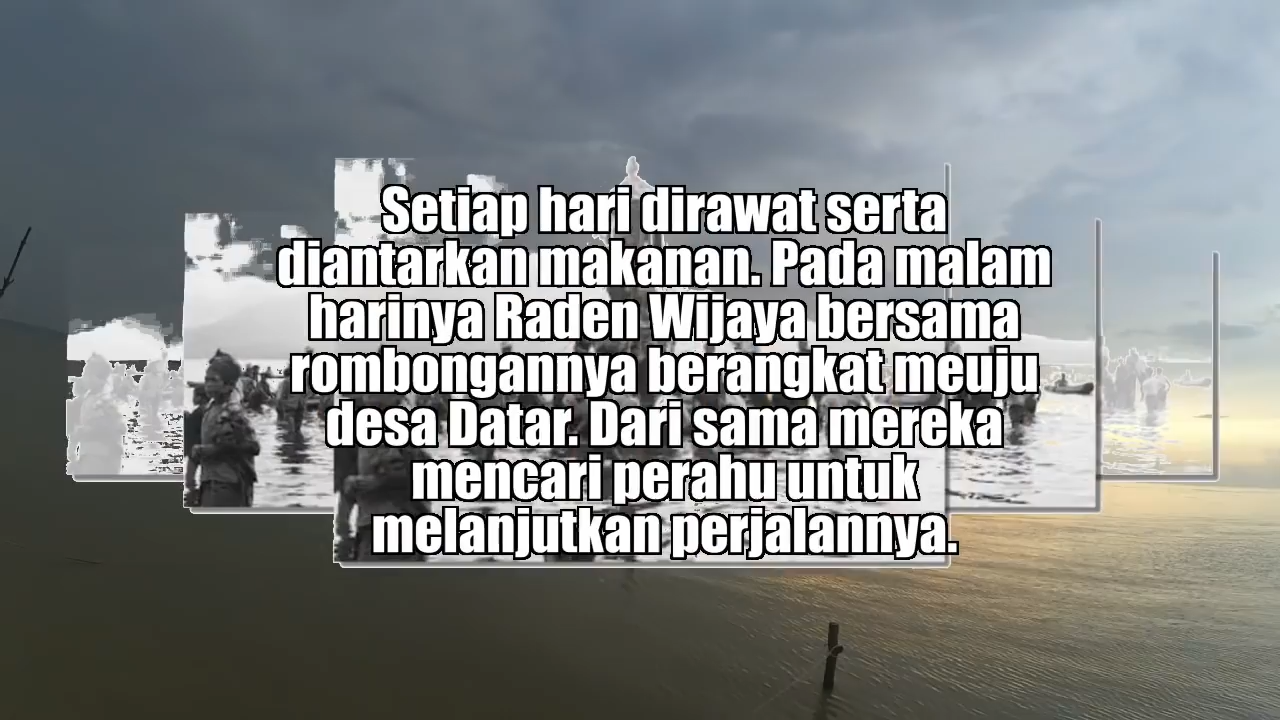 Setiap hari dirawat serta
diantarkan makanan. Pada malam
harinya Raden Wijaya bersama
rombongannya berangkat meuju
desa Datar. Dari sama mereka
mencari perahu untuk
melanjutkan perjalannya.